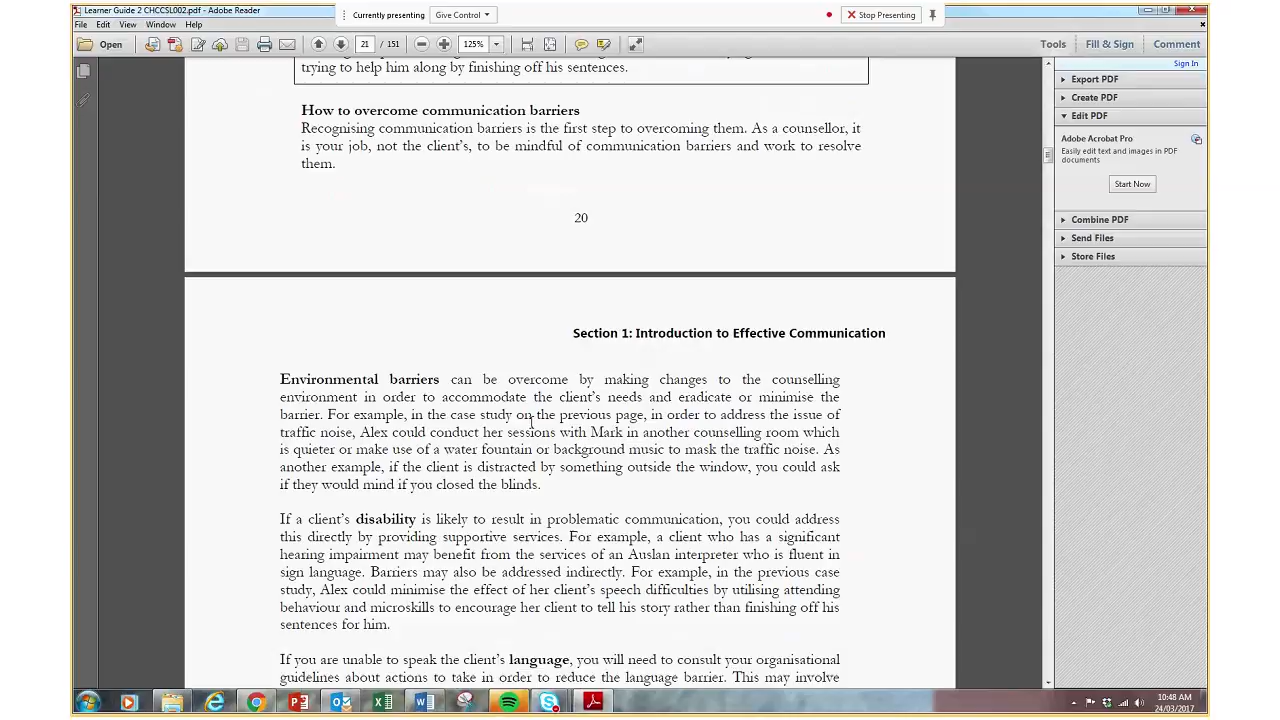 Learner Guide 2 CHCCSL002.pdf - Adobe Reader
Currently presenting
Give Control
Stop Presenting
File Edit View Window Help
Open
21 / 151
125%
Tools
Fill & Sign
Comment
Sign In
Export PDF
Create PDF
Edit PDF
Adobe Acrobat Pro
Easily edit text and images in PDF
documents
Start Now
Combine PDF
Send Files
Store Files
trying to help him along by finishing off his sentences.
How to overcome communication barriers
Recognising communication barriers is the first step to overcoming them. As a counsellor, it
is your job, not the client's, to be mindful of communication barriers and work to resolve
them.
20
Section 1: Introduction to Effective Communication
Environmental barriers can be overcome by making changes to the counselling
environment in order to accommodate the client's needs and eradicate or minimise the
barrier. For example, in the case study on the previous page, in order to address the issue of
traffic noise, Alex could conduct her sessions with Mark in another counselling room which
is quieter or make use of a water fountain or background music to mask the traffic noise. As
another example, if the client is distracted by something outside the window, you could ask
if they would mind if you closed the blinds.
If a client's disability is likely to result in problematic communication, you could address
this directly by providing supportive services. For example, a client who has a significant
hearing impairment may benefit from the services of an Auslan interpreter who is fluent in
sign language. Barriers may also be addressed indirectly. For example, in the previous case
study, Alex could minimise the effect of her client's speech difficulties by utilising attending
behaviour and microskills to encourage her client to tell his story rather than finishing off his
sentences for him.
If you are unable to speak the client's language, you will need to consult your organisational
guidelines about actions to take in order to reduce the language barrier. This may involve
10:48 AM
24/03/2017